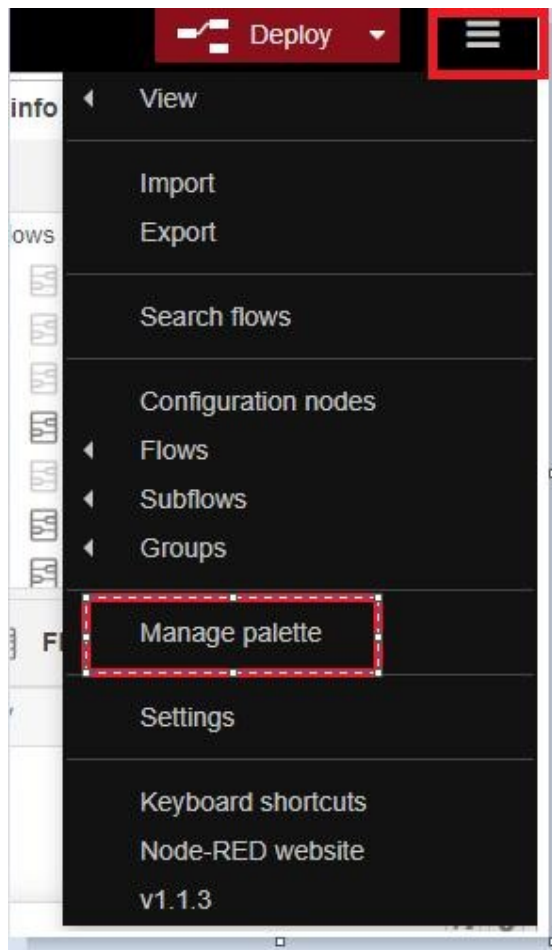 Deploy
info
View
Import
Export
ows
Search flows
Configuration nodes
Flows
Subflows
Groups
Manage palette
Settings
Keyboard shortcuts
Node-RED website
v1.1.3